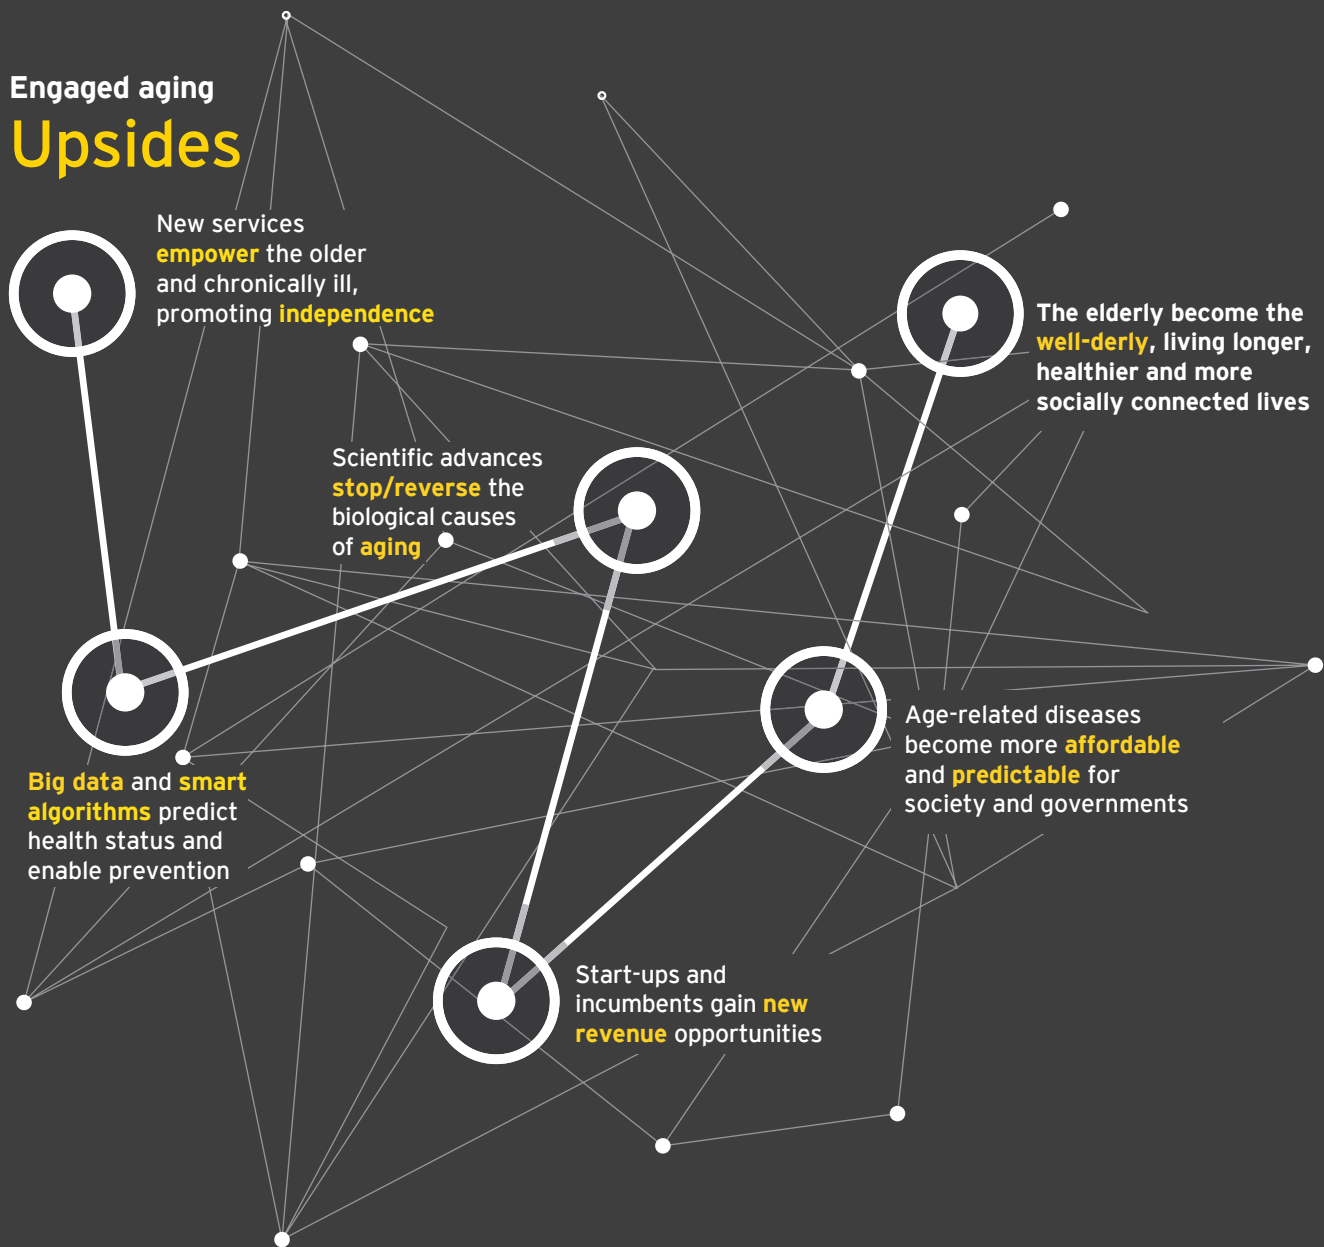 Engaged aging
Upsides
New services
empower the older
and chronically ill,
promoting independence
The elderly become the
well-derly, living longer,
healthier and more
socially connected lives
Scientific advances
stop/reverse the
biological causes
of aging
Big data and smart
algorithms predict
health status and
enable prevention
Age-related diseases
become more affordable
and predictable for
society and governments
Start-ups and
incumbents gain new
revenue opportunities